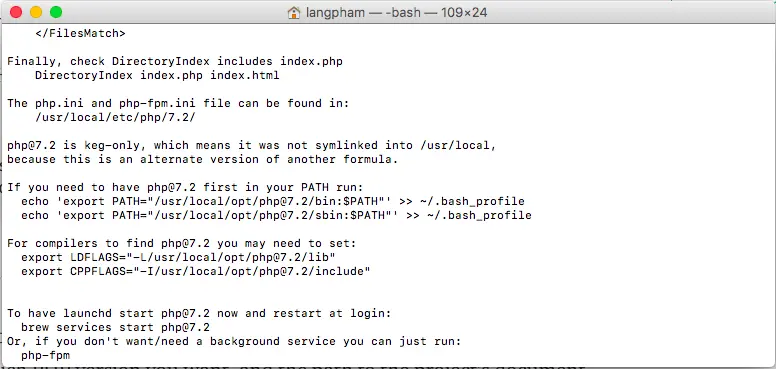 langpham — -bash — 109×24
</FilesMatch>
Finally, check DirectoryIndex includes index.php
DirectoryIndex index.php index.html
The php.ini and php-fpm.ini file can be found in:
/usr/local/etc/php/7.2/
php@7.2 is keg-only, which means it was not symlinked into /usr/local,
because this is an alternate version of another formula.
If you need to have php@7.2 first in your PATH run:
echo 'export PATH="/usr/local/opt/php@7.2/bin:$PATH"' >> ~/.bash_profile
echo 'export PATH="/usr/local/opt/php@7.2/sbin:$PATH"' >> ~/.bash_profile
For compilers to find php@7.2 you may need to set:
export LDFLAGS="-L/usr/local/opt/php@7.2/lib"
export CPPFLAGS="-I/usr/local/opt/php@7.2/include"
To have launchd start php@7.2 now and restart at login:
brew services start php@7.2
Or, if you don't want/need a background service you can just run:
php-fpm